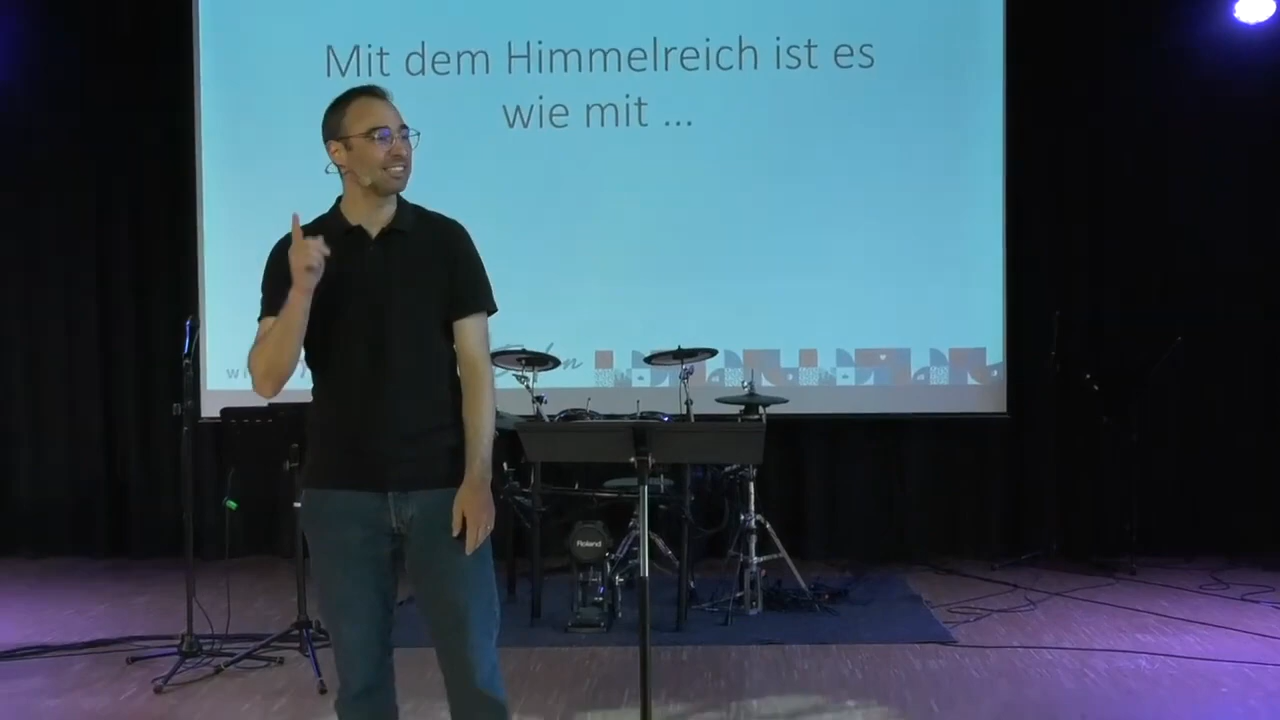 Mit dem Himmelreich ist es
wie mit ...
Roland